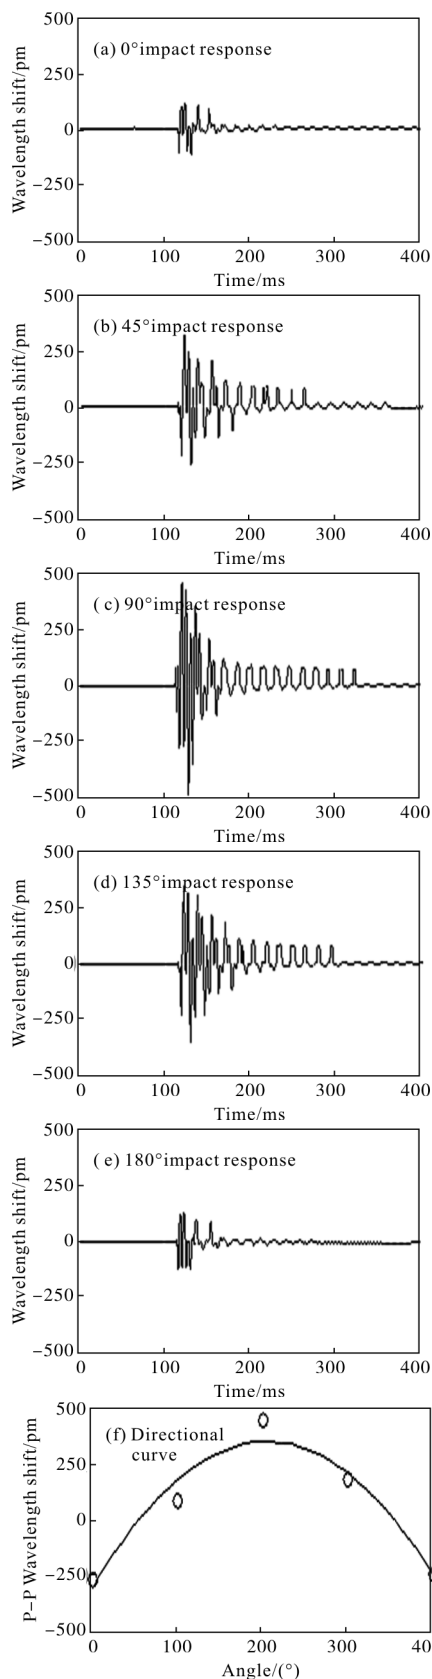 500
(a) 0°impact response
250
0
−250
−500
Wavelength shift/pm
0 100 200 300 400
Time/ms
500
(b) 45°impact response
250
0
−250
−500
Wavelength shift/pm
0 100 200 300 400
Time/ms
500
( c) 90°impact response
250
0
−250
−500
Wavelength shift/pm
0 100 200 300 400
Time/ms
500
(d) 135°impact response
250
0
−250
−500
Wavelength shift/pm
0 100 200 300 400
Time/ms
500
( e) 180°impact response
250
0
−250
−500
Wavelength shift/pm
0 100 200 300 400
Time/ms
500
(f) Directional
curve
250
0
−250
−500
P−P Wavelength shift/pm
0 100 200 300 40
Angle/(°)